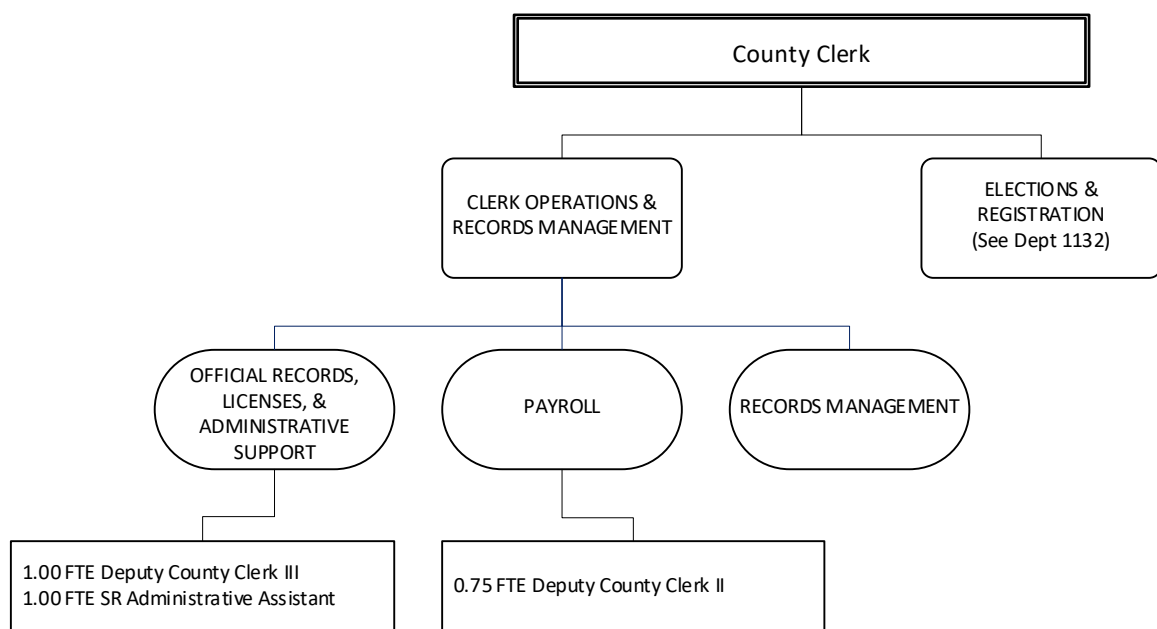 County Clerk
CLERK OPERATIONS &
RECORDS MANAGEMENT
ELECTIONS &
REGISTRATION
(See Dept 1132)
OFFICIAL RECORDS,
LICENSES, &
ADMINISTRATIVE
SUPPORT
PAYROLL
RECORDS MANAGEMENT
1.00 FTE Deputy County Clerk III
1.00 FTE SR Administrative Assistant
0.75 FTE Deputy County Clerk II